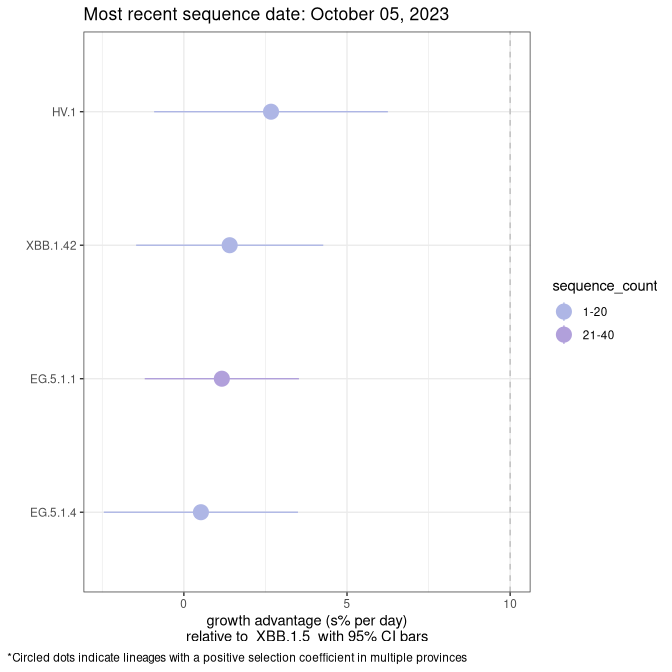 Most recent sequence date: October 05, 2023
HV.1
XBB.1.42
EG.5.1.1
EG.5.1.4
0 5 10
growth advantage (s% per day)
relative to XBB.1.5 with 95% CI bars
sequence_count
1-20
21-40
*Circled dots indicate lineages with a positive selection coefficient in multiple provinces